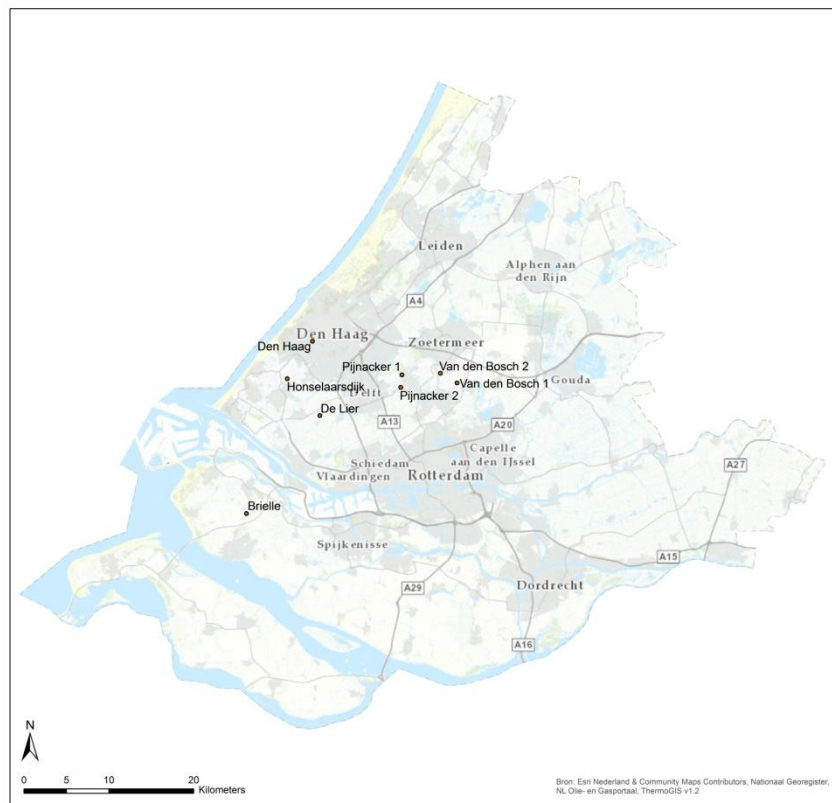 Leiden
Alphen aan
den Rijn
A4
Den Haag
Den Haag
Zoetermeer
Pijnacker 1
Van den Bosch 2
Honselaarsdijk
Van den Bosch 1
Gouda
Delft
Pijnacker 2
De Lier
A13
A20
Capelle
aan den IJssel
Schiedam
Vlaardingen
Rotterdam
A27
Brielle
Spijkenisse
A15
Dordrecht
A29
A16
N
0 5 10 20
Kilometers
Bron: Esri Nederland & Community Maps Contributors, Nationaal Georegister,
NL Olie- en Gasportaal, ThermoGIS v1.2